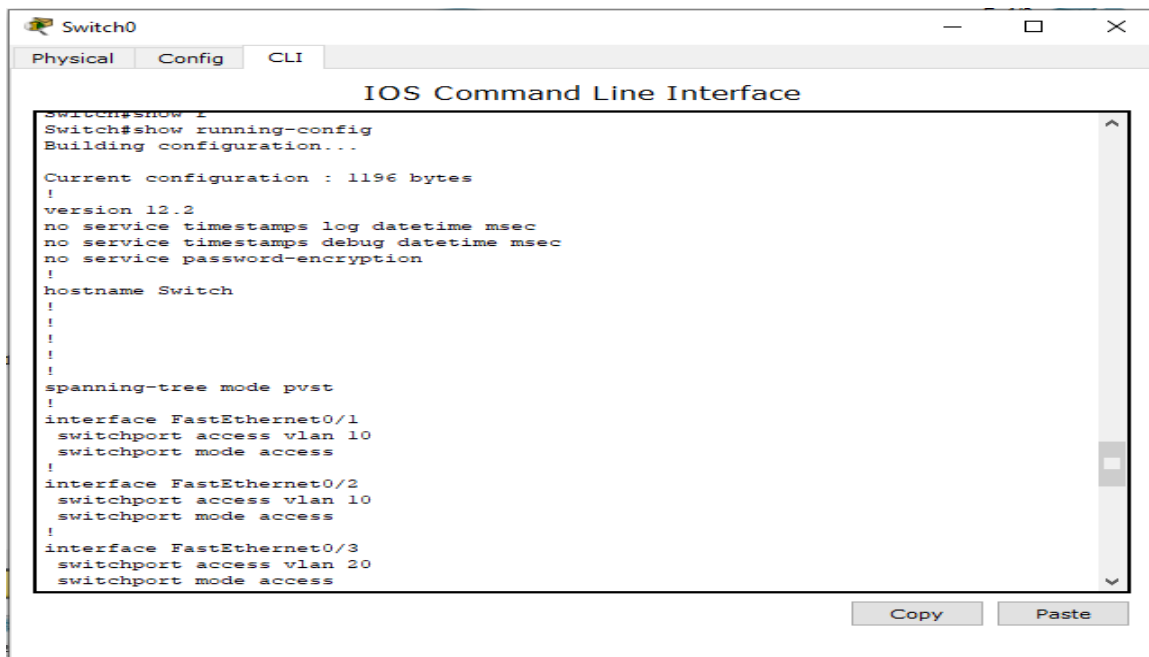 Switch0
Physical Config CLI
IOS Command Line Interface
Switch#show r
Switch#show running-config
Building configuration...
Current configuration : 1196 bytes
!
version 12.2
no service timestamps log datetime msec
no service timestamps debug datetime msec
no service password-encryption
!
hostname Switch
!
!
!
!
!
spanning-tree mode pvst
!
interface FastEthernet0/1
switchport access vlan 10
switchport mode access
!
interface FastEthernet0/2
switchport access vlan 10
switchport mode access
!
interface FastEthernet0/3
switchport access vlan 20
switchport mode access
Copy Paste